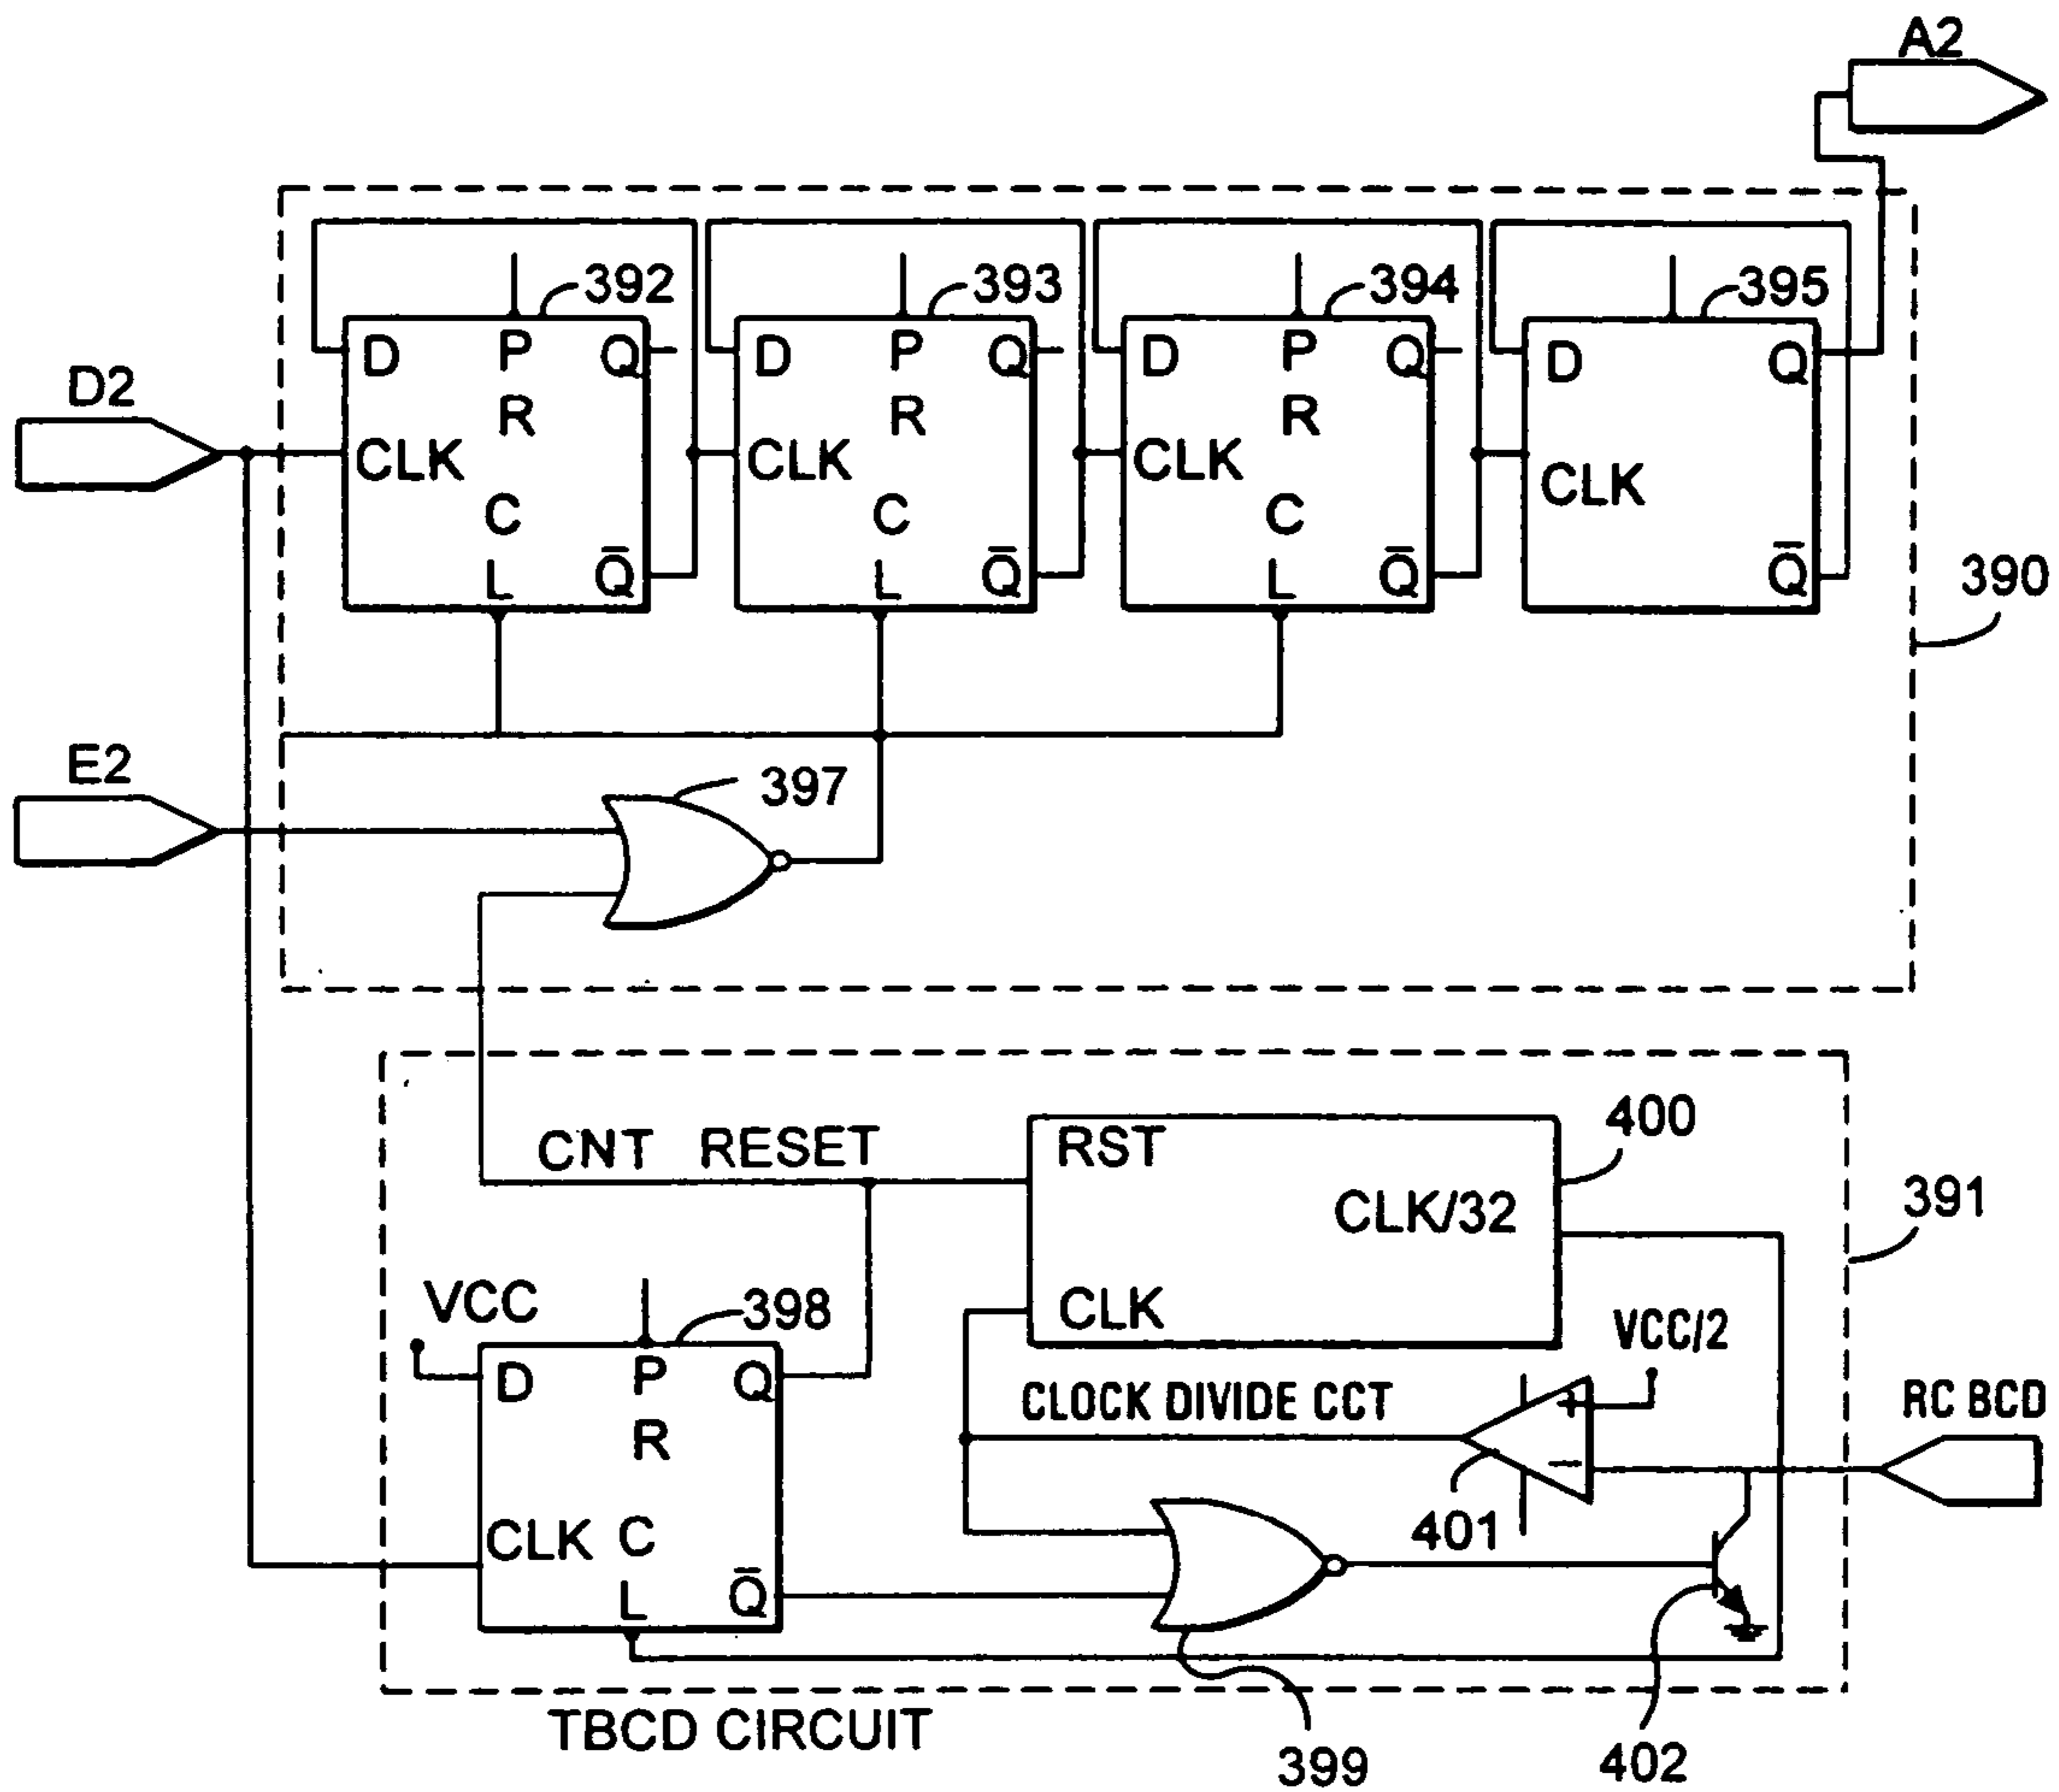 A2
392
393
394
395
D P Q
R
CLK
C
L Q̅
D P Q
R
CLK
C
L Q̅
D P Q
R
CLK
C
L Q̅
D Q
CLK
Q̅
D2
390
E2
397
CNT RESET
RST
CLK/32
CLK
400
391
VCC
398
D P Q
R
CLK C
L Q̅
VCC/2
+
−
CLOCK DIVIDE CCT
RC BCD
401
TBCD CIRCUIT
399
402